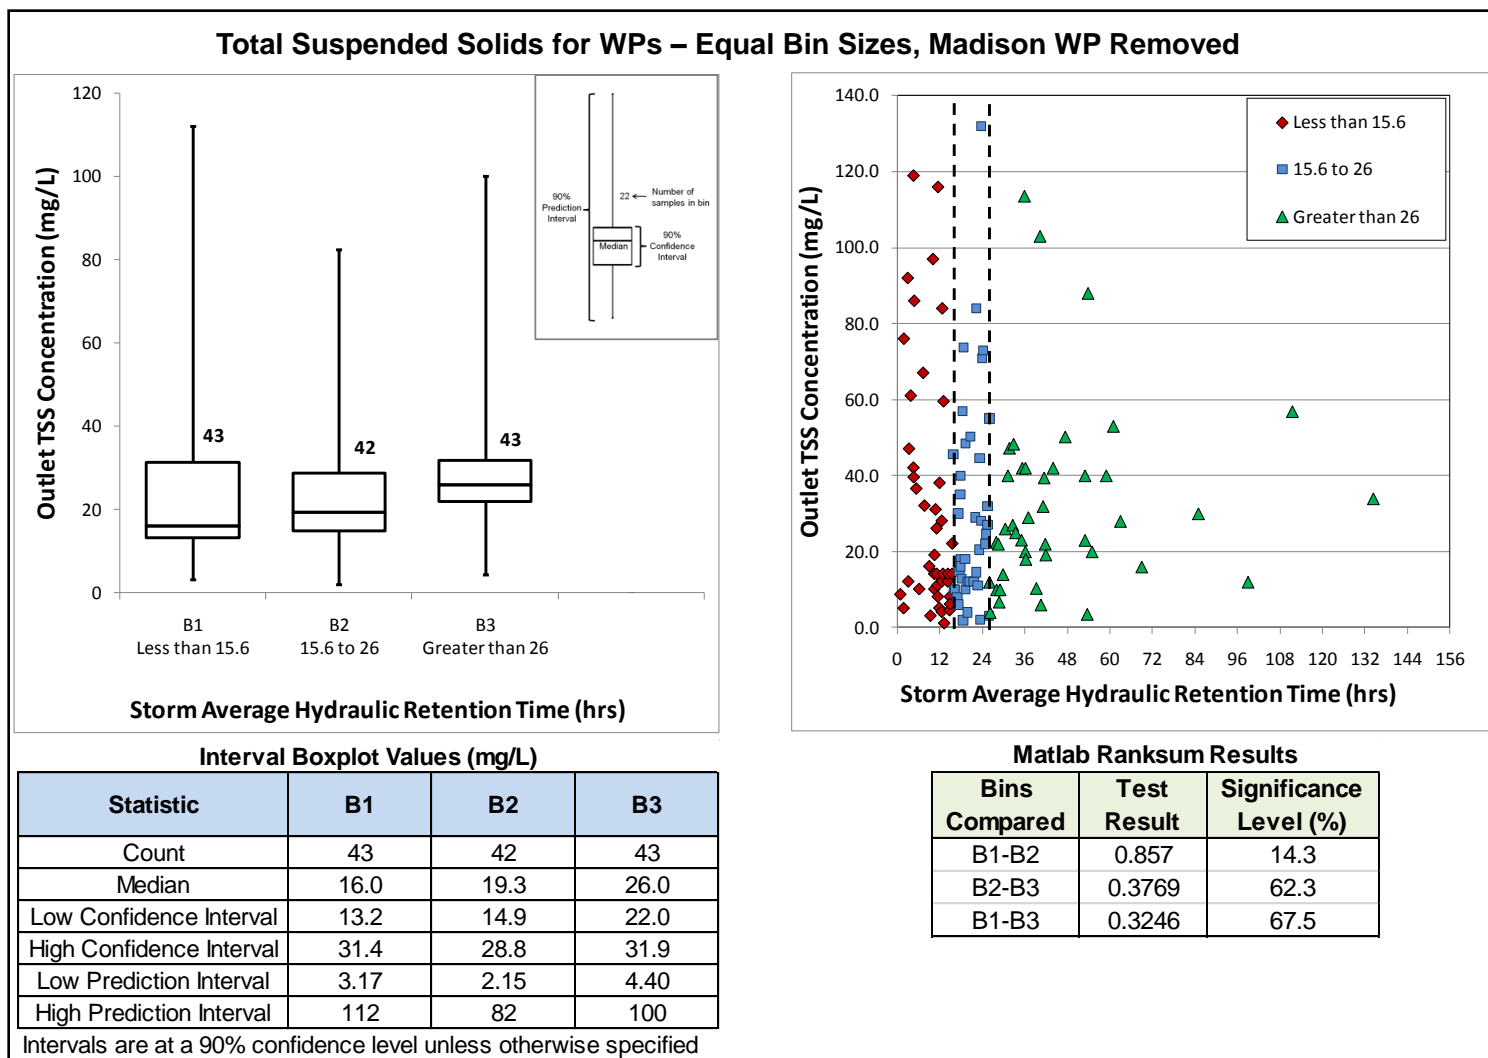 Total Suspended Solids for WPs – Equal Bin Sizes, Madison WP Removed
Outlet TSS Concentration (mg/L)
120
100
80
60
40
20
0
43
42
43
B1
Less than 15.6
B2
15.6 to 26
B3
Greater than 26
Storm Average Hydraulic Retention Time (hrs)
90%
Prediction
Interval
22
Number of
samples in bin
Median
90%
Confidence
Interval
Outlet TSS Concentration (mg/L)
140.0
120.0
100.0
80.0
60.0
40.0
20.0
0.0
0 12 24 36 48 60 72 84 96 108 120 132 144 156
Storm Average Hydraulic Retention Time (hrs)
Less than 15.6
15.6 to 26
Greater than 26
Interval Boxplot Values (mg/L)
Statistic B1 B2 B3
Count 43 42 43
Median 16.0 19.3 26.0
Low Confidence Interval 13.2 14.9 22.0
High Confidence Interval 31.4 28.8 31.9
Low Prediction Interval 3.17 2.15 4.40
High Prediction Interval 112 82 100
Intervals are at a 90% confidence level unless otherwise specified
Matlab Ranksum Results
Bins Test Significance
Compared Result Level (%)
B1-B2 0.857 14.3
B2-B3 0.3769 62.3
B1-B3 0.3246 67.5